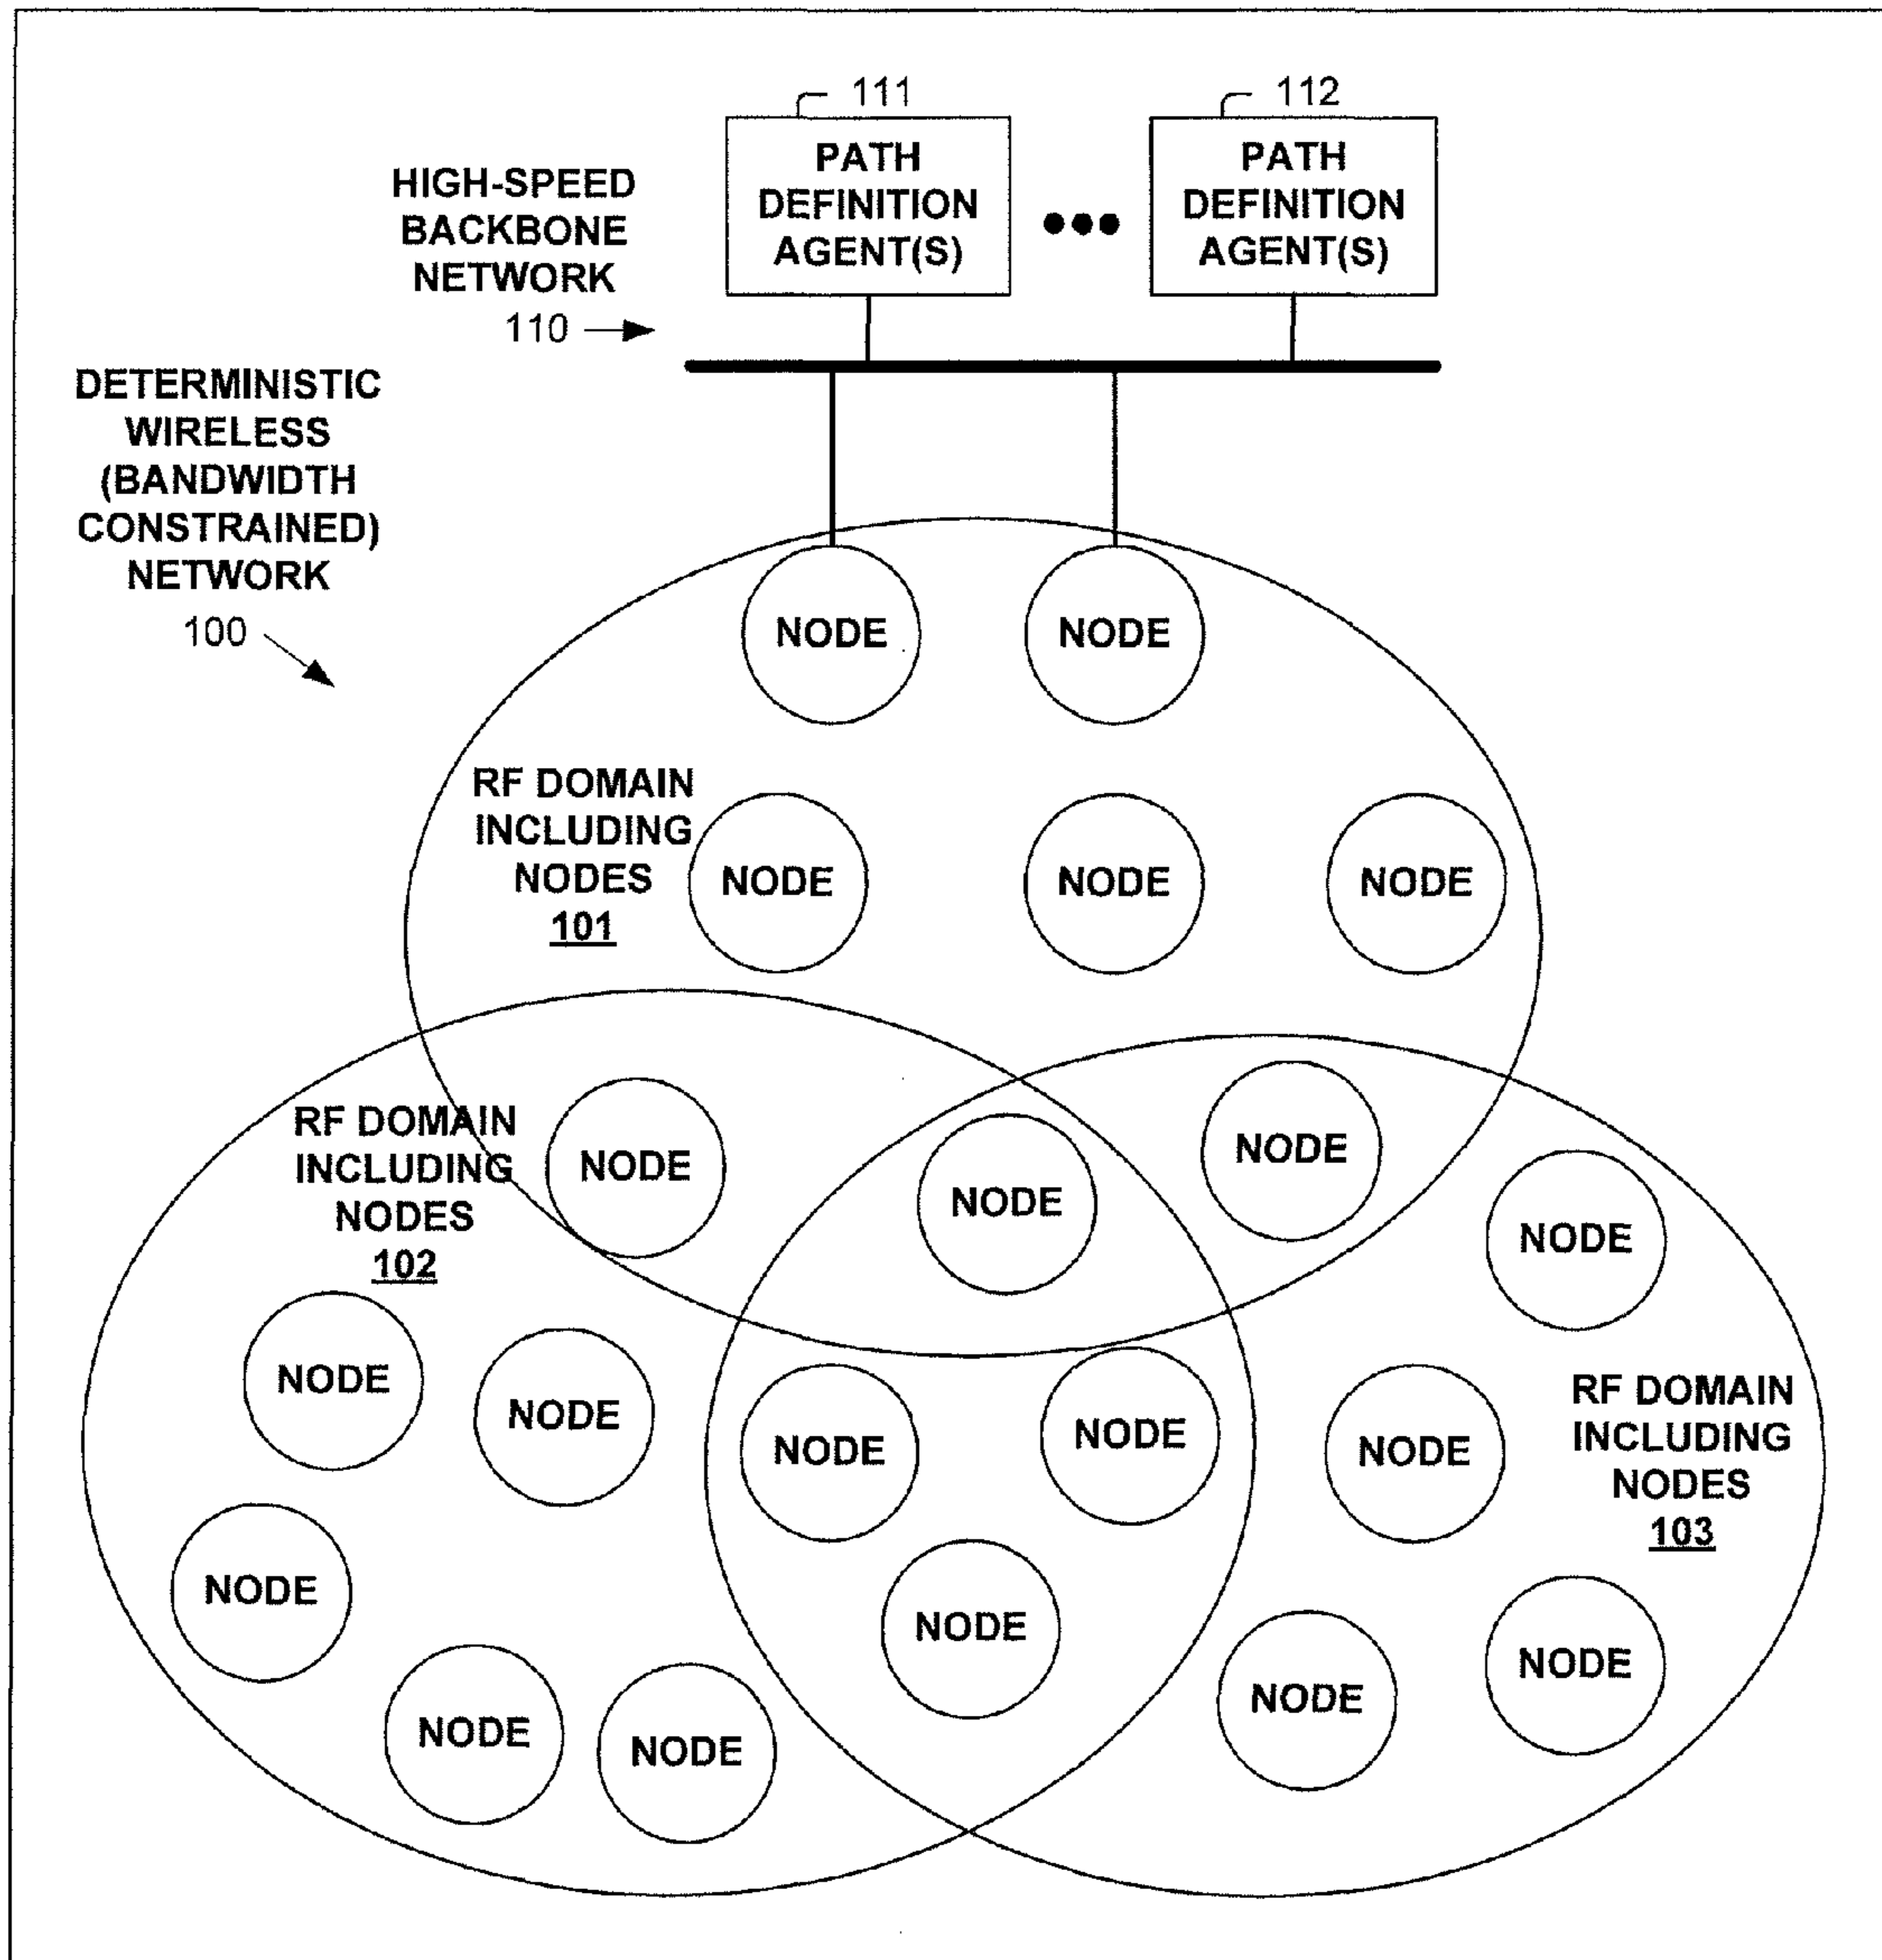 111
112
PATH
DEFINITION
AGENT(S)
PATH
DEFINITION
AGENT(S)
HIGH-SPEED
BACKBONE
NETWORK
110
DETERMINISTIC
WIRELESS
(BANDWIDTH
CONSTRAINED)
NETWORK
100
NODE
NODE
RF DOMAIN
INCLUDING
NODES
101
NODE
NODE
NODE
RF DOMAIN
INCLUDING
NODES
102
NODE
NODE
NODE
NODE
NODE
NODE
NODE
NODE
NODE
RF DOMAIN
INCLUDING
NODES
103
NODE
NODE
NODE
NODE
NODE
NODE
NODE